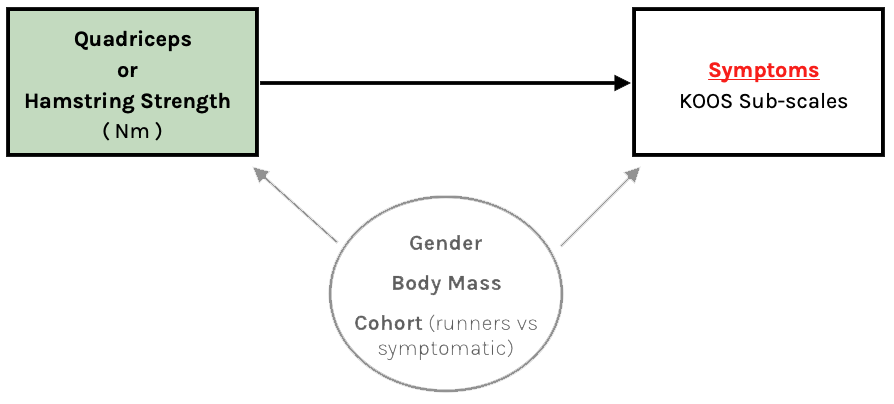 Quadriceps
or
Hamstring Strength
( Nm )
Symptoms
KOOS Sub-scales
Gender
Body Mass
Cohort (runners vs
symptomatic)